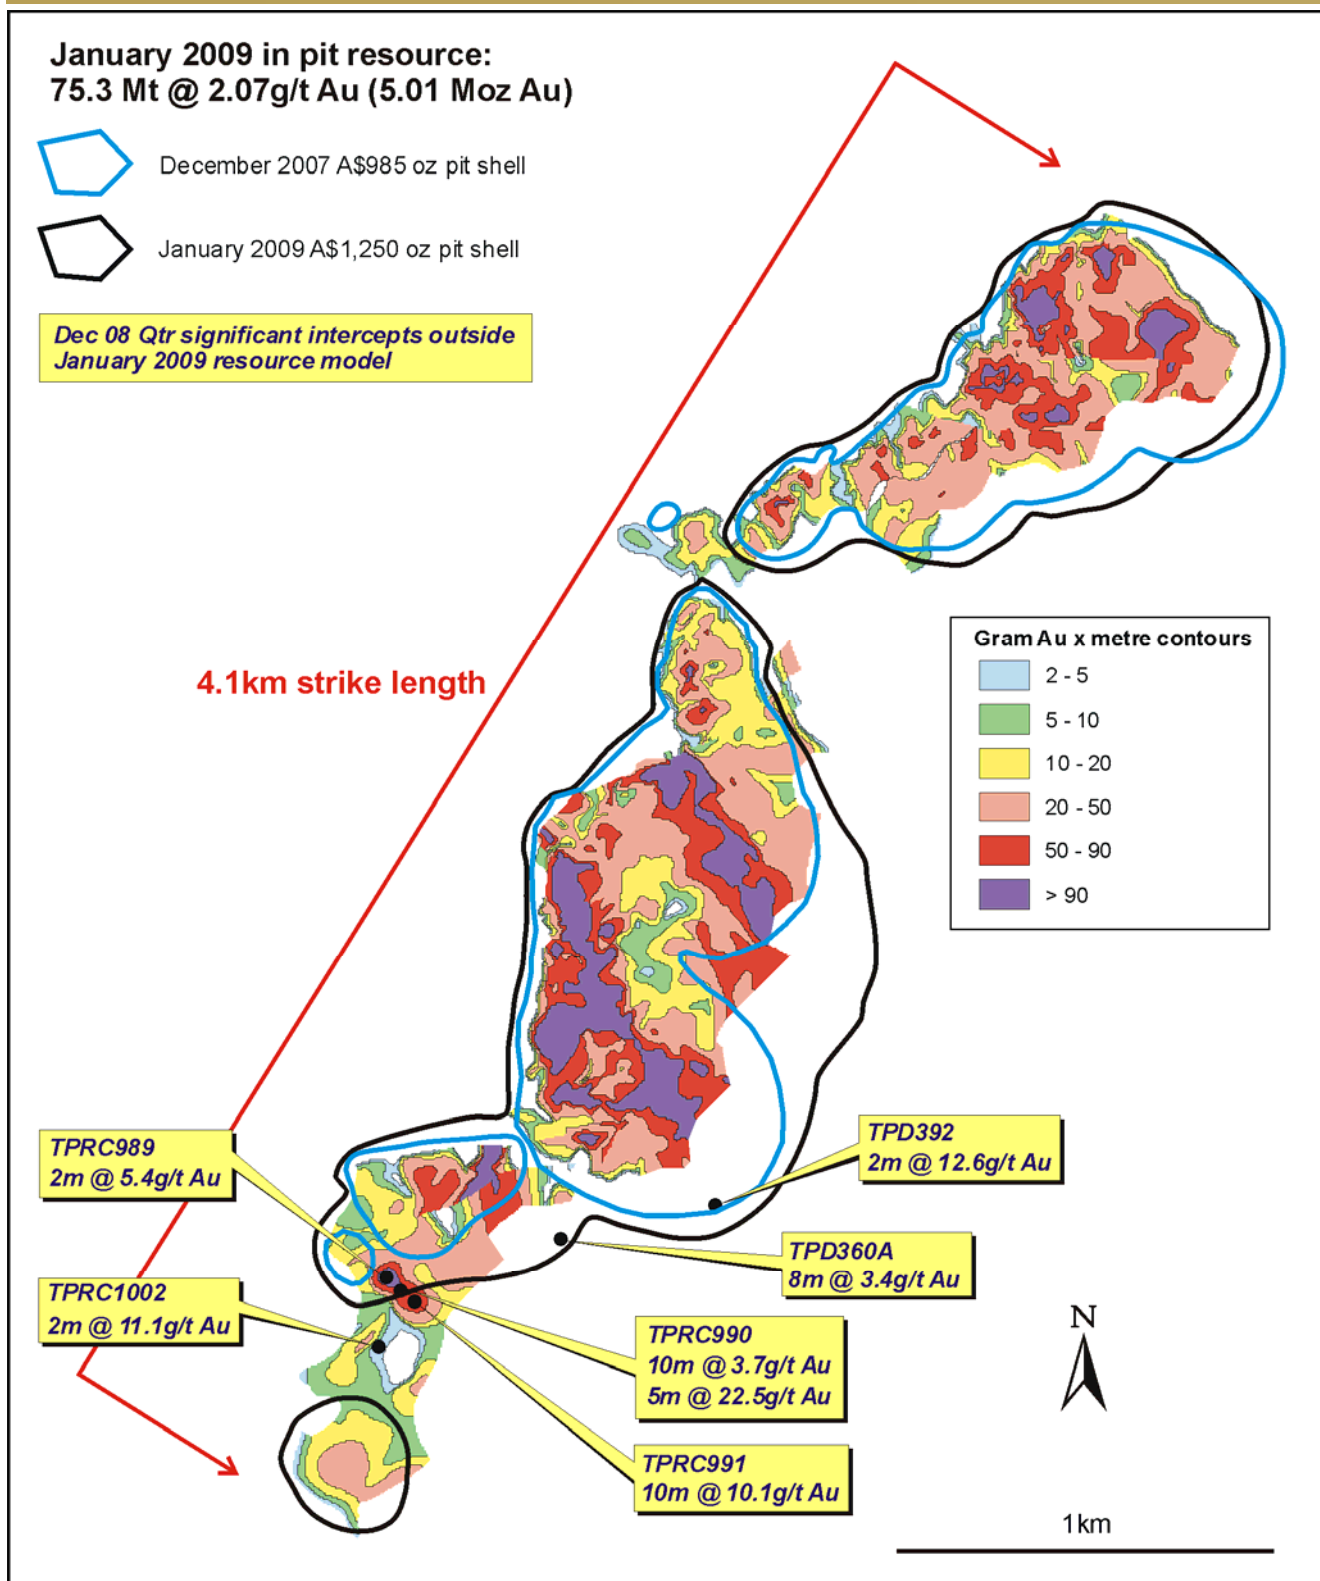 January 2009 in pit resource:
75.3 Mt @ 2.07g/t Au (5.01 Moz Au)
December 2007 A$985 oz pit shell
January 2009 A$1,250 oz pit shell
Dec 08 Qtr significant intercepts outside
January 2009 resource model
4.1km strike length
Gram Au x metre contours
2 - 5
5 - 10
10 - 20
20 - 50
50 - 90
> 90
TPRC989
2m @ 5.4g/t Au
TPD392
2m @ 12.6g/t Au
TPD360A
8m @ 3.4g/t Au
TPRC1002
2m @ 11.1g/t Au
TPRC990
10m @ 3.7g/t Au
5m @ 22.5g/t Au
TPRC991
10m @ 10.1g/t Au
N
1km